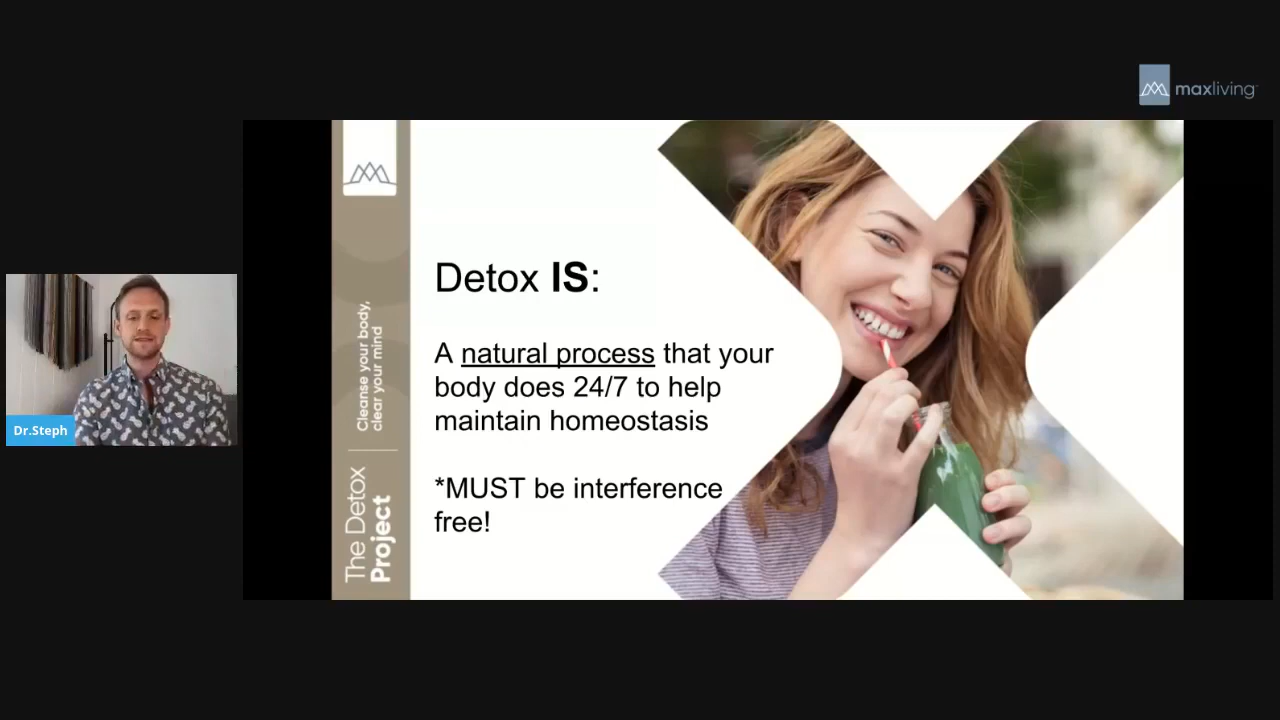 maxliving
Cleanse your body,
clear your mind
The Detox
Project
Detox IS:
A natural process that your
body does 24/7 to help
maintain homeostasis
*MUST be interference
free!
Dr.Steph